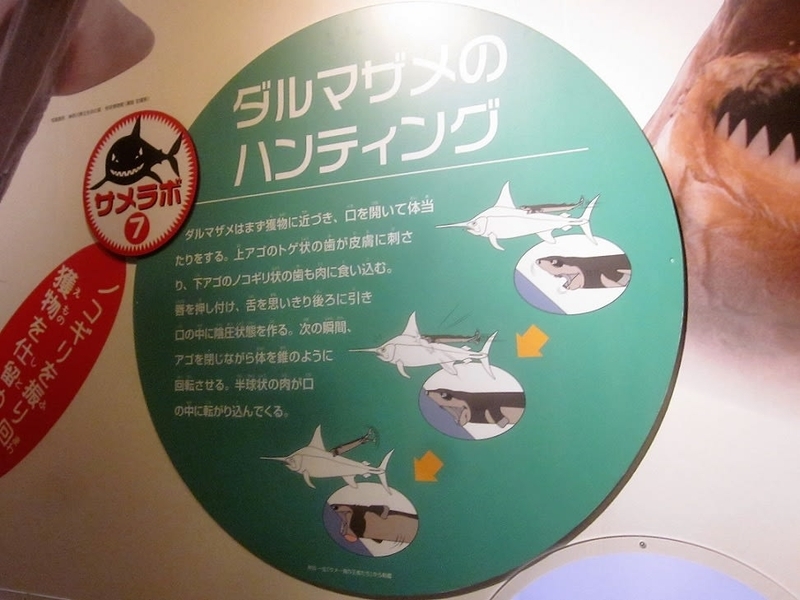 ダルマザメの
ハンティング
サメラボ
7
ダルマザメはまず獲物に近づき、口を開いて体当
たりをする。上アゴのトゲ状の歯が皮膚に刺さ
り、下アゴのノコギリ状の歯も肉に食い込む。
唇を押し付け、舌を思いきり後ろに引き
口の中に陰圧状態を作る。次の瞬間、
アゴを閉じながら体を錐のように
回転させる。半球状の肉が口
の中に転がり込んでくる。
ノコギリを振り回
獲物を仕留め